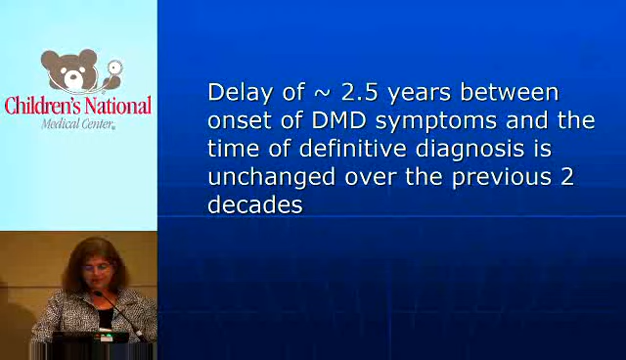 Children's National
Medical Center
Delay of ~ 2.5 years between
onset of DMD symptoms and the
time of definitive diagnosis is
unchanged over the previous 2
decades